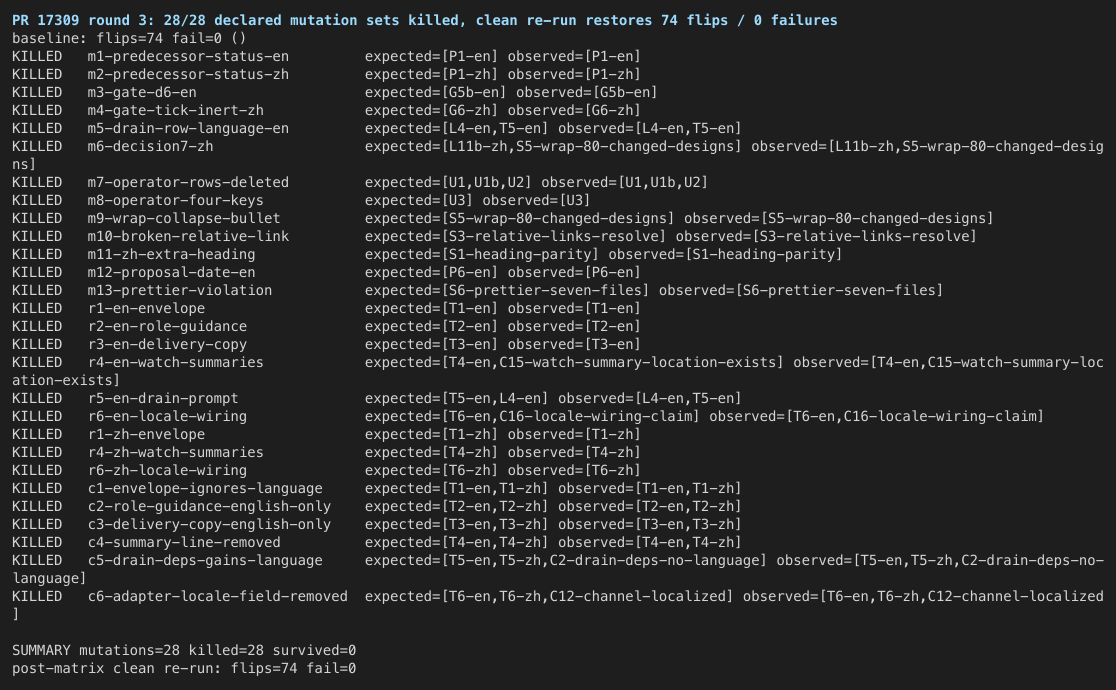 PR 17309 round 3: 28/28 declared mutation sets killed, clean re-run restores 74 flips / 0 failures
baseline: flips=74 fail=0 ()
KILLED   m1-predecessor-status-en         expected=[P1-en] observed=[P1-en]
KILLED   m2-predecessor-status-zh         expected=[P1-zh] observed=[P1-zh]
KILLED   m3-gate-d6-en                    expected=[G5b-en] observed=[G5b-en]
KILLED   m4-gate-tick-inert-zh            expected=[G6-zh] observed=[G6-zh]
KILLED   m5-drain-row-language-en         expected=[L4-en,T5-en] observed=[L4-en,T5-en]
KILLED   m6-decision7-zh                  expected=[L11b-zh,S5-wrap-80-changed-designs] observed=[L11b-zh,S5-wrap-80-changed-desig
ns]
KILLED   m7-operator-rows-deleted         expected=[U1,U1b,U2] observed=[U1,U1b,U2]
KILLED   m8-operator-four-keys            expected=[U3] observed=[U3]
KILLED   m9-wrap-collapse-bullet          expected=[S5-wrap-80-changed-designs] observed=[S5-wrap-80-changed-designs]
KILLED   m10-broken-relative-link         expected=[S3-relative-links-resolve] observed=[S3-relative-links-resolve]
KILLED   m11-zh-extra-heading             expected=[S1-heading-parity] observed=[S1-heading-parity]
KILLED   m12-proposal-date-en             expected=[P6-en] observed=[P6-en]
KILLED   m13-prettier-violation           expected=[S6-prettier-seven-files] observed=[S6-prettier-seven-files]
KILLED   r1-en-envelope                   expected=[T1-en] observed=[T1-en]
KILLED   r2-en-role-guidance              expected=[T2-en] observed=[T2-en]
KILLED   r3-en-delivery-copy              expected=[T3-en] observed=[T3-en]
KILLED   r4-en-watch-summaries            expected=[T4-en,C15-watch-summary-location-exists] observed=[T4-en,C15-watch-summary-loc
ation-exists]
KILLED   r5-en-drain-prompt               expected=[T5-en,L4-en] observed=[L4-en,T5-en]
KILLED   r6-en-locale-wiring              expected=[T6-en,C16-locale-wiring-claim] observed=[T6-en,C16-locale-wiring-claim]
KILLED   r1-zh-envelope                   expected=[T1-zh] observed=[T1-zh]
KILLED   r4-zh-watch-summaries            expected=[T4-zh] observed=[T4-zh]
KILLED   r6-zh-locale-wiring              expected=[T6-zh] observed=[T6-zh]
KILLED   c1-envelope-ignores-language     expected=[T1-en,T1-zh] observed=[T1-en,T1-zh]
KILLED   c2-role-guidance-english-only    expected=[T2-en,T2-zh] observed=[T2-en,T2-zh]
KILLED   c3-delivery-copy-english-only    expected=[T3-en,T3-zh] observed=[T3-en,T3-zh]
KILLED   c4-summary-line-removed          expected=[T4-en,T4-zh] observed=[T4-en,T4-zh]
KILLED   c5-drain-deps-gains-language     expected=[T5-en,T5-zh,C2-drain-deps-no-language] observed=[T5-en,T5-zh,C2-drain-deps-no-
language]
KILLED   c6-adapter-locale-field-removed  expected=[T6-en,T6-zh,C12-channel-localized] observed=[T6-en,T6-zh,C12-channel-localized
]
SUMMARY mutations=28 killed=28 survived=0
post-matrix clean re-run: flips=74 fail=0